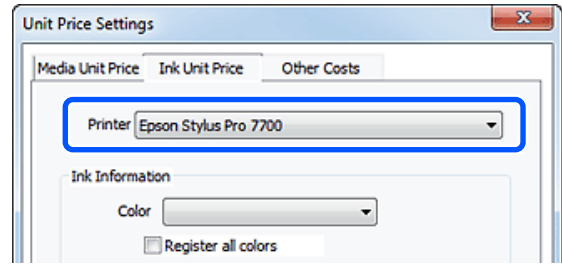 Unit Price Settings
Media Unit Price Ink Unit Price Other Costs
Printer Epson Stylus Pro 7700
Ink Information
Color
Register all colors